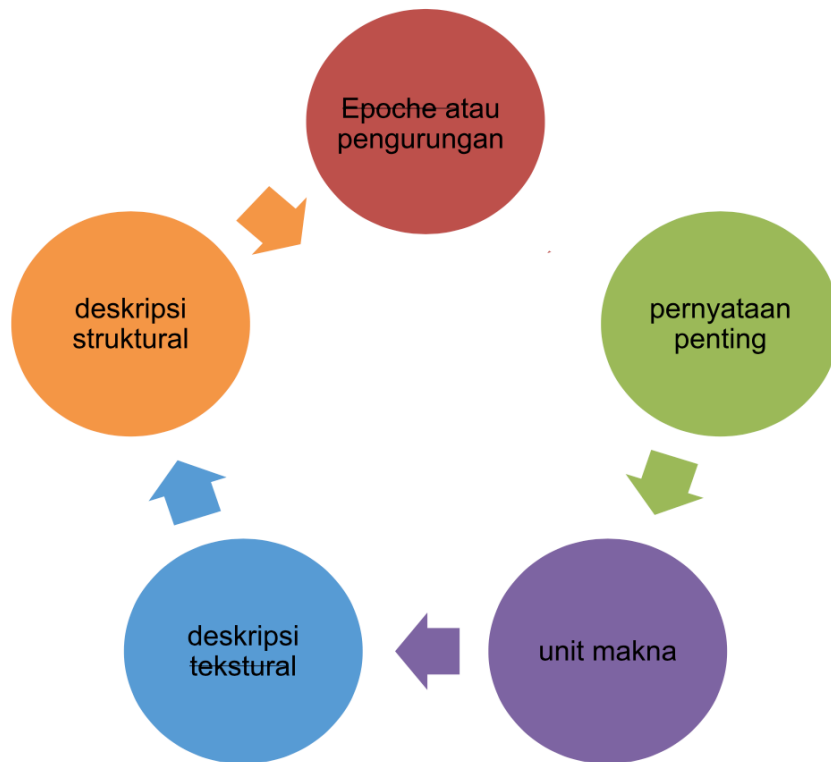 Epoche atau
pengurungan
pernyataan
penting
unit makna
deskripsi
tekstural
deskripsi
struktural